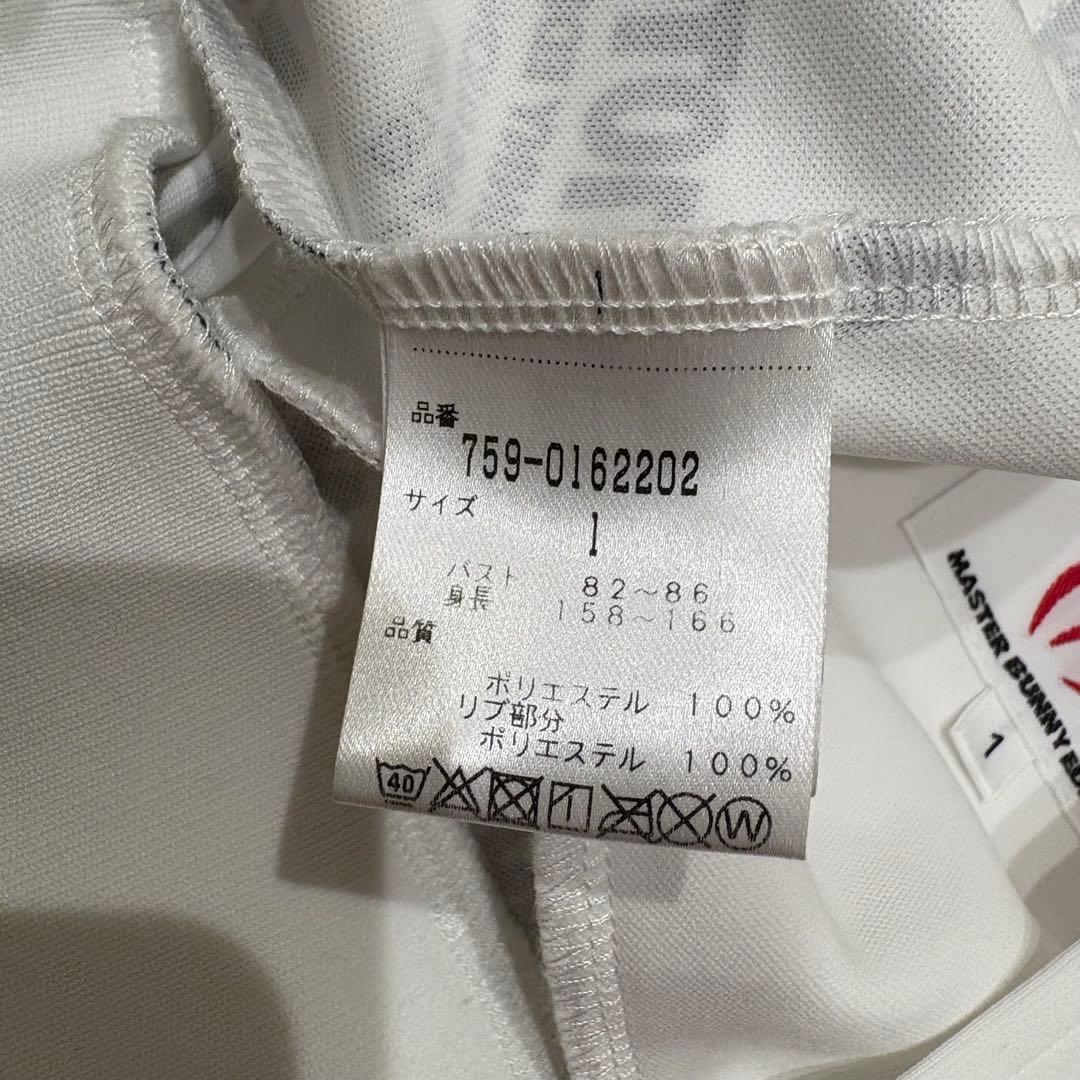 品番
759-0162202
サイズ
1
バスト 82～86
身長 158～166
品質
ポリエステル 100%
リブ部分
ポリエステル 100%
40
W
MASTER BUNNY
1